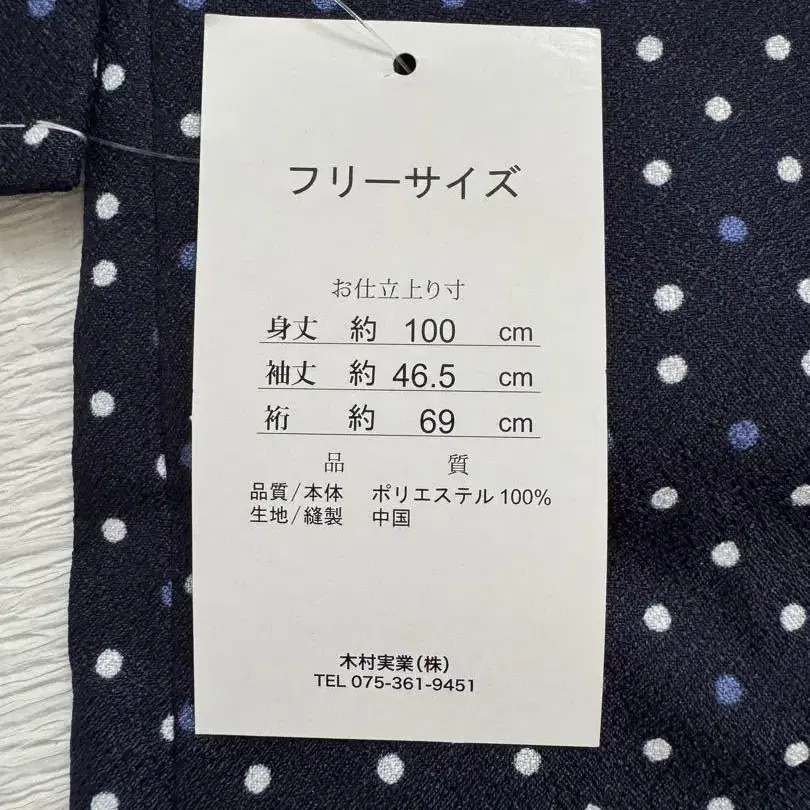 フリーサイズ
お仕立上り寸
身丈 約 100 cm
袖丈 約 46.5 cm
裄 約 69 cm
品 質
品質/本体 ポリエステル100%
生地/縫製 中国
木村実業(株)
TEL 075-361-9451